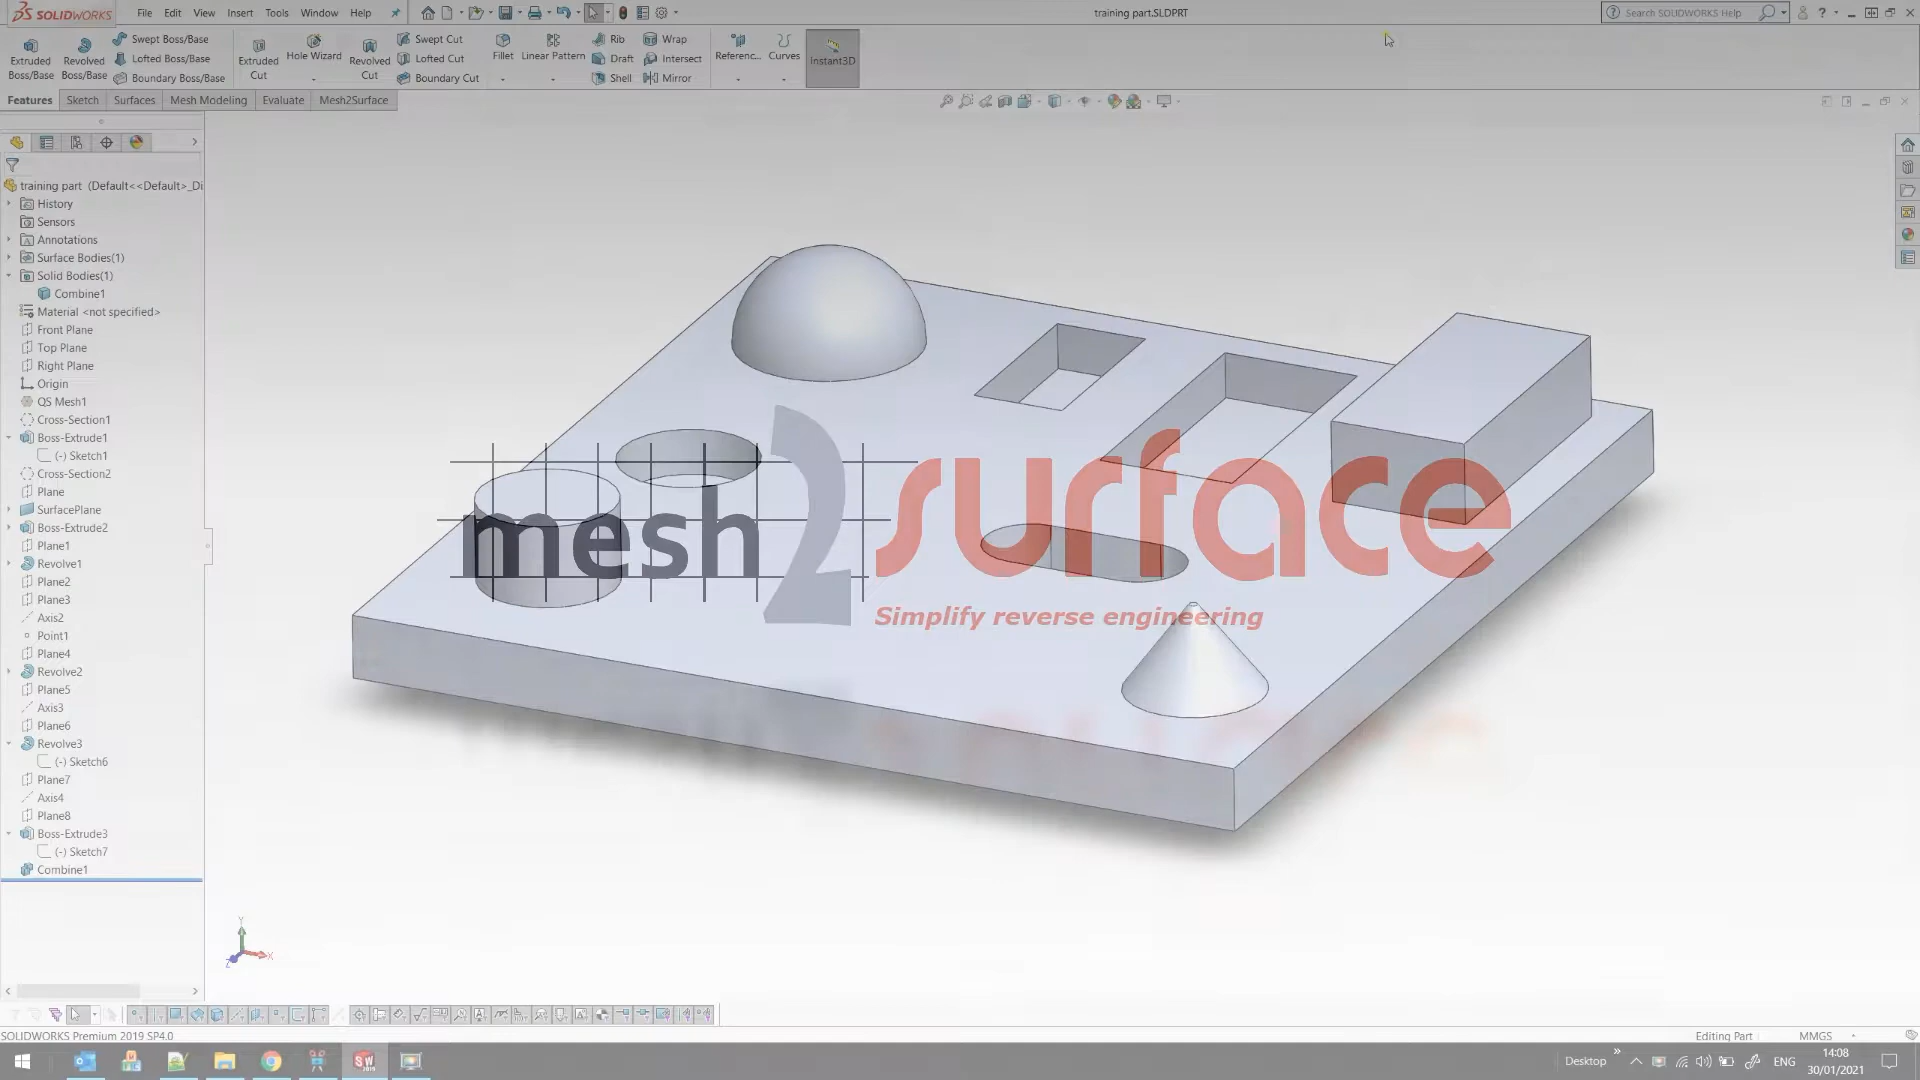 SOLIDWORKS File Edit View Insert Tools Window Help training part.SLDPRT Search SOLIDWORKS Help
Extruded Boss/Base
Revolved Boss/Base
Swept Boss/Base
Lofted Boss/Base
Boundary Boss/Base
Extruded Cut
Hole Wizard
Revolved Cut
Swept Cut
Lofted Cut
Boundary Cut
Fillet
Linear Pattern
Rib
Draft
Shell
Wrap
Intersect
Mirror
Referenc...
Curves
Instant3D
Features Sketch Surfaces Mesh Modeling Evaluate Mesh2Surface
training part (Default<<Default>_Di
History
Sensors
Annotations
Surface Bodies(1)
Solid Bodies(1)
Combine1
Material <not specified>
Front Plane
Top Plane
Right Plane
Origin
QS Mesh1
Cross-Section1
Boss-Extrude1
(-) Sketch1
Cross-Section2
Plane
SurfacePlane
Boss-Extrude2
Plane1
Revolve1
Plane2
Plane3
Axis2
Point1
Plane4
Revolve2
Plane5
Axis3
Plane6
Revolve3
(-) Sketch6
Plane7
Axis4
Plane8
Boss-Extrude3
(-) Sketch7
Combine1
mesh2surface
Simplify reverse engineering
Y
X
Z
SOLIDWORKS Premium 2019 SP4.0 Editing Part MMGS
Desktop ENG 14:08
30/01/2021